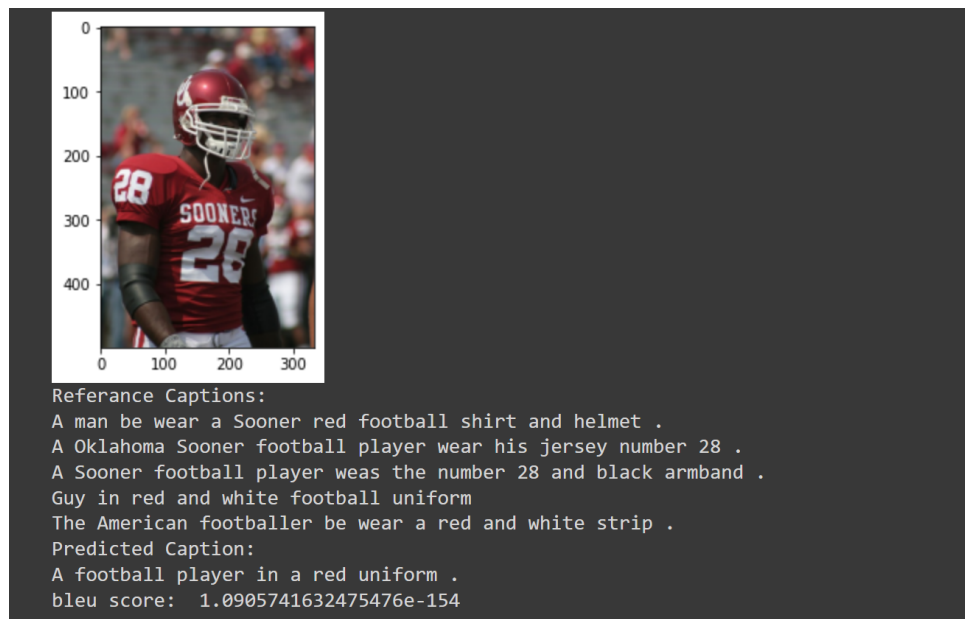 0
100
200
300
400
28
SOONERS
28
0 100 200 300
Referance Captions:
A man be wear a Sooner red football shirt and helmet .
A Oklahoma Sooner football player wear his jersey number 28 .
A Sooner football player weas the number 28 and black armband .
Guy in red and white football uniform
The American footballer be wear a red and white strip .
Predicted Caption:
A football player in a red uniform .
bleu score:  1.0905741632475476e-154